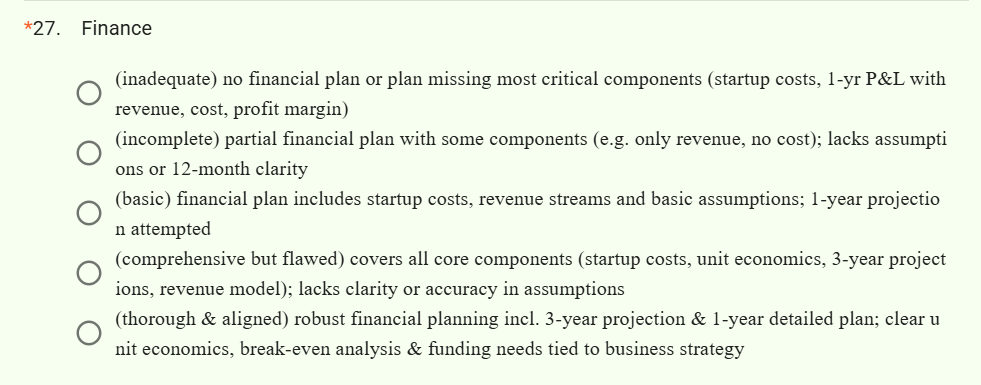 *27. Finance
(inadequate) no financial plan or plan missing most critical components (startup costs, 1-yr P&L with
revenue, cost, profit margin)
(incomplete) partial financial plan with some components (e.g. only revenue, no cost); lacks assumpti
ons or 12-month clarity
(basic) financial plan includes startup costs, revenue streams and basic assumptions; 1-year projectio
n attempted
(comprehensive but flawed) covers all core components (startup costs, unit economics, 3-year project
ions, revenue model); lacks clarity or accuracy in assumptions
(thorough & aligned) robust financial planning incl. 3-year projection & 1-year detailed plan; clear u
nit economics, break-even analysis & funding needs tied to business strategy